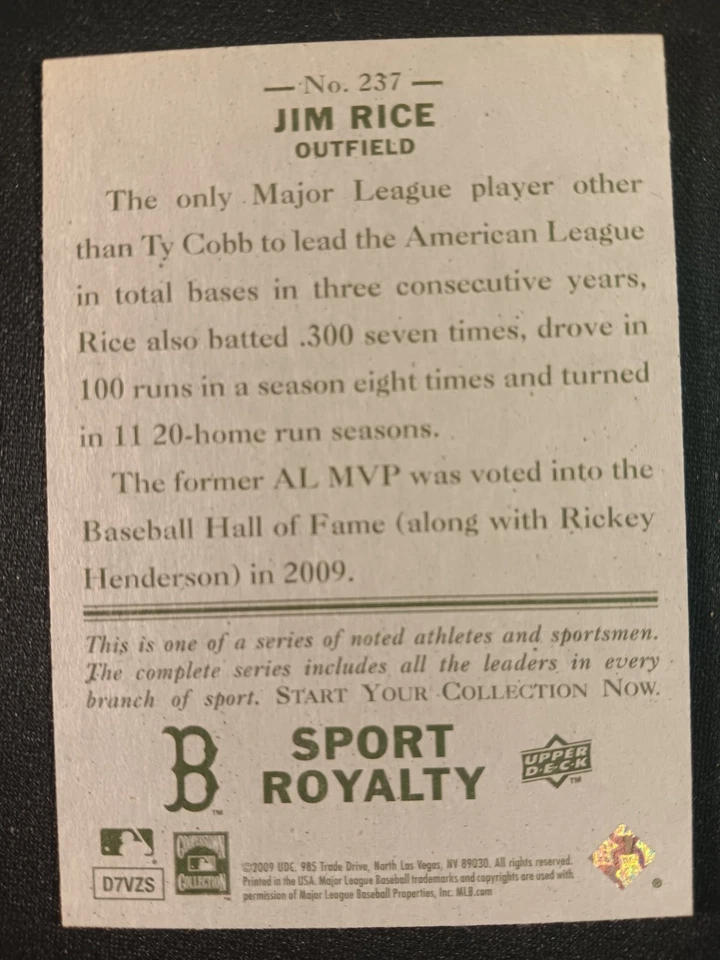 — No. 237 —
JIM RICE
OUTFIELD
The only Major League player other
than Ty Cobb to lead the American League
in total bases in three consecutive years,
Rice also batted .300 seven times, drove in
100 runs in a season eight times and turned
in 11 20-home run seasons.
The former AL MVP was voted into the
Baseball Hall of Fame (along with Rickey
Henderson) in 2009.
This is one of a series of noted athletes and sportsmen.
The complete series includes all the leaders in every
branch of sport. START YOUR COLLECTION NOW.
B ™
SPORT
ROYALTY
UPPER
D·E·C·K ™
®
D7VZS
COOPERSTOWN
COLLECTION ™
©2009 UDC. 985 Trade Drive, North Las Vegas, NV 89030. All rights reserved.
Printed in the USA. Major League Baseball trademarks and copyrights are used with
permission of Major League Baseball Properties, Inc. MLB.com
®